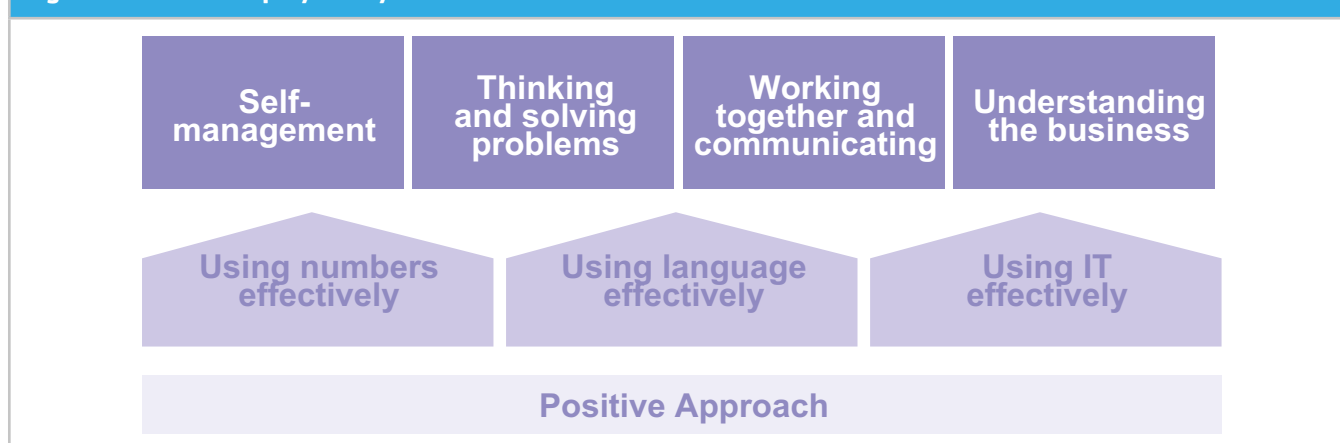 Self-
management
Thinking
and solving
problems
Working
together and
communicating
Understanding
the business
Using numbers
effectively
Using language
effectively
Using IT
effectively
Positive Approach